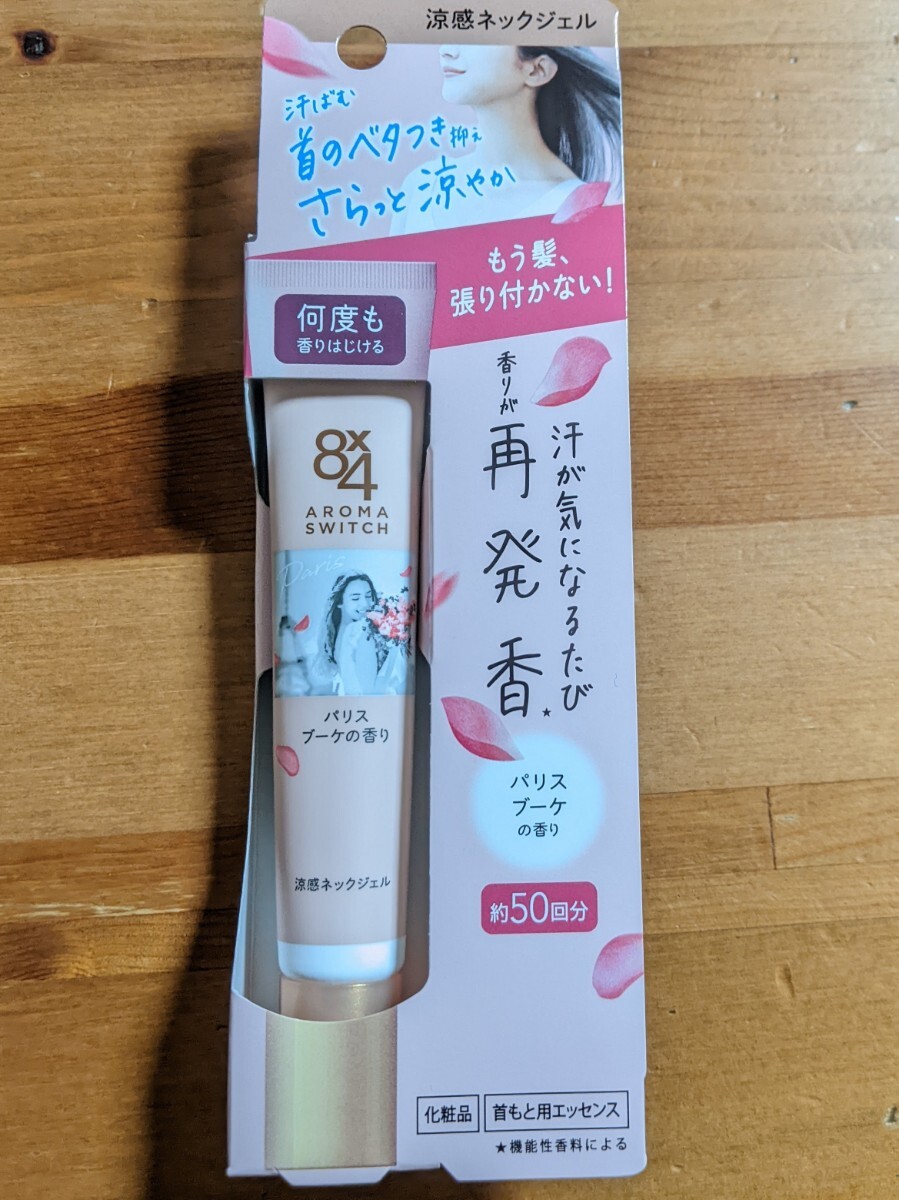 涼感ネックジェル
汗ばむ
首のベタつき抑え
さらっと涼やか
もう髪、
張り付かない!
何度も
香りはじける
汗が気になるたび
香りが
再発香★
8x4
AROMA
SWITCH
Paris
パリス
ブーケの香り
涼感ネックジェル
パリス
ブーケ
の香り
約50回分
化粧品
首もと用エッセンス
★機能性香料による